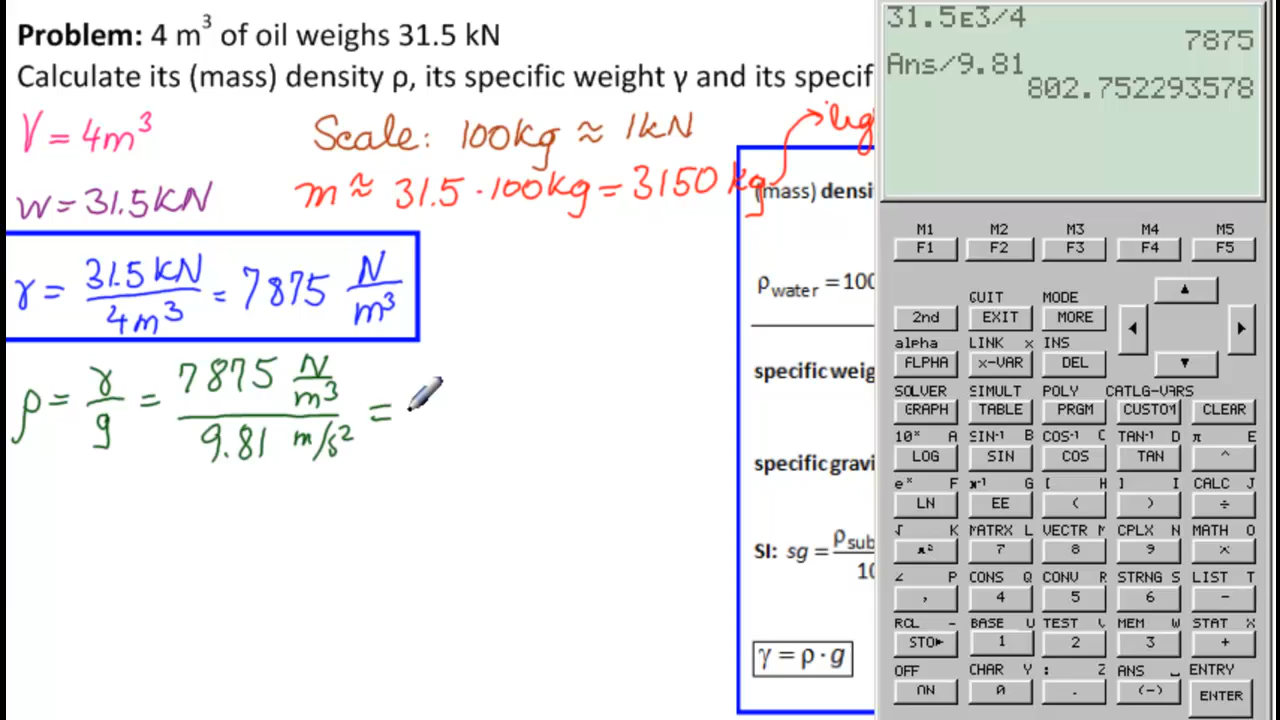 Problem: 4 m³ of oil weighs 31.5 kN
Calculate its (mass) density ρ, its specific weight γ and its specif
V = 4m³
Scale: 100kg ≈ 1kN
lig
W = 31.5KN
m ≈ 31.5 · 100kg = 3150 kg
γ = 31.5 KN / 4m³ = 7875 N/m³
ρ = γ/g = 7875 N/m³ / 9.81 m/s² =
(mass) densi
ρwater = 100
specific weig
specific gravi
SI: sg = ρsub
10
γ = ρ · g
31.5E3/4
7875
Ans/9.81
802.752293578
M1 M2 M3 M4 M5
F1 F2 F3 F4 F5
QUIT MODE
2nd EXIT MORE
alpha LINK x INS
ALPHA x-VAR DEL
SOLVER SIMULT POLY CATLG-VARS
GRAPH TABLE PRGM CUSTOM CLEAR
10ˣ A SIN⁻¹ B COS⁻¹ C TAN⁻¹ D π E
LOG SIN COS TAN ^
eˣ F x⁻¹ G [ H ] I CALC J
LN EE ( ) ÷
√ K MATRX L VECTR M CPLX N MATH O
x² 7 8 9 ×
∠ P CONS Q CONV R STRNG S LIST T
, 4 5 6 -
RCL = BASE U TEST V MEM W STAT X
STO▸ 1 2 3 +
OFF CHAR Y : Z ANS ␣ ENTRY
ON 0 . (-) ENTER